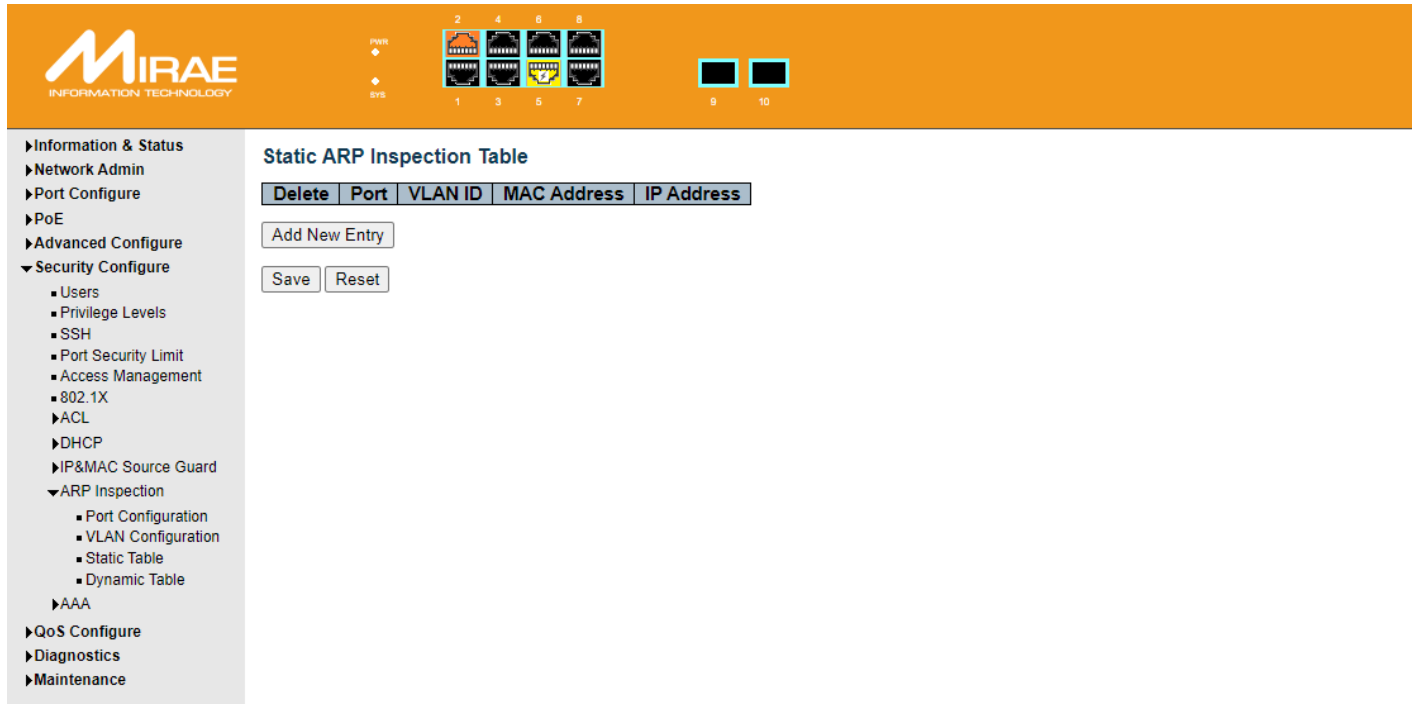 MIRAE
INFORMATION TECHNOLOGY
PWR
SYS
2 4 6 8
1 3 5 7
9 10
Information & Status
Network Admin
Port Configure
PoE
Advanced Configure
Security Configure
Users
Privilege Levels
SSH
Port Security Limit
Access Management
802.1X
ACL
DHCP
IP&MAC Source Guard
ARP Inspection
Port Configuration
VLAN Configuration
Static Table
Dynamic Table
AAA
QoS Configure
Diagnostics
Maintenance
Static ARP Inspection Table
Delete Port VLAN ID MAC Address IP Address
Add New Entry
Save Reset